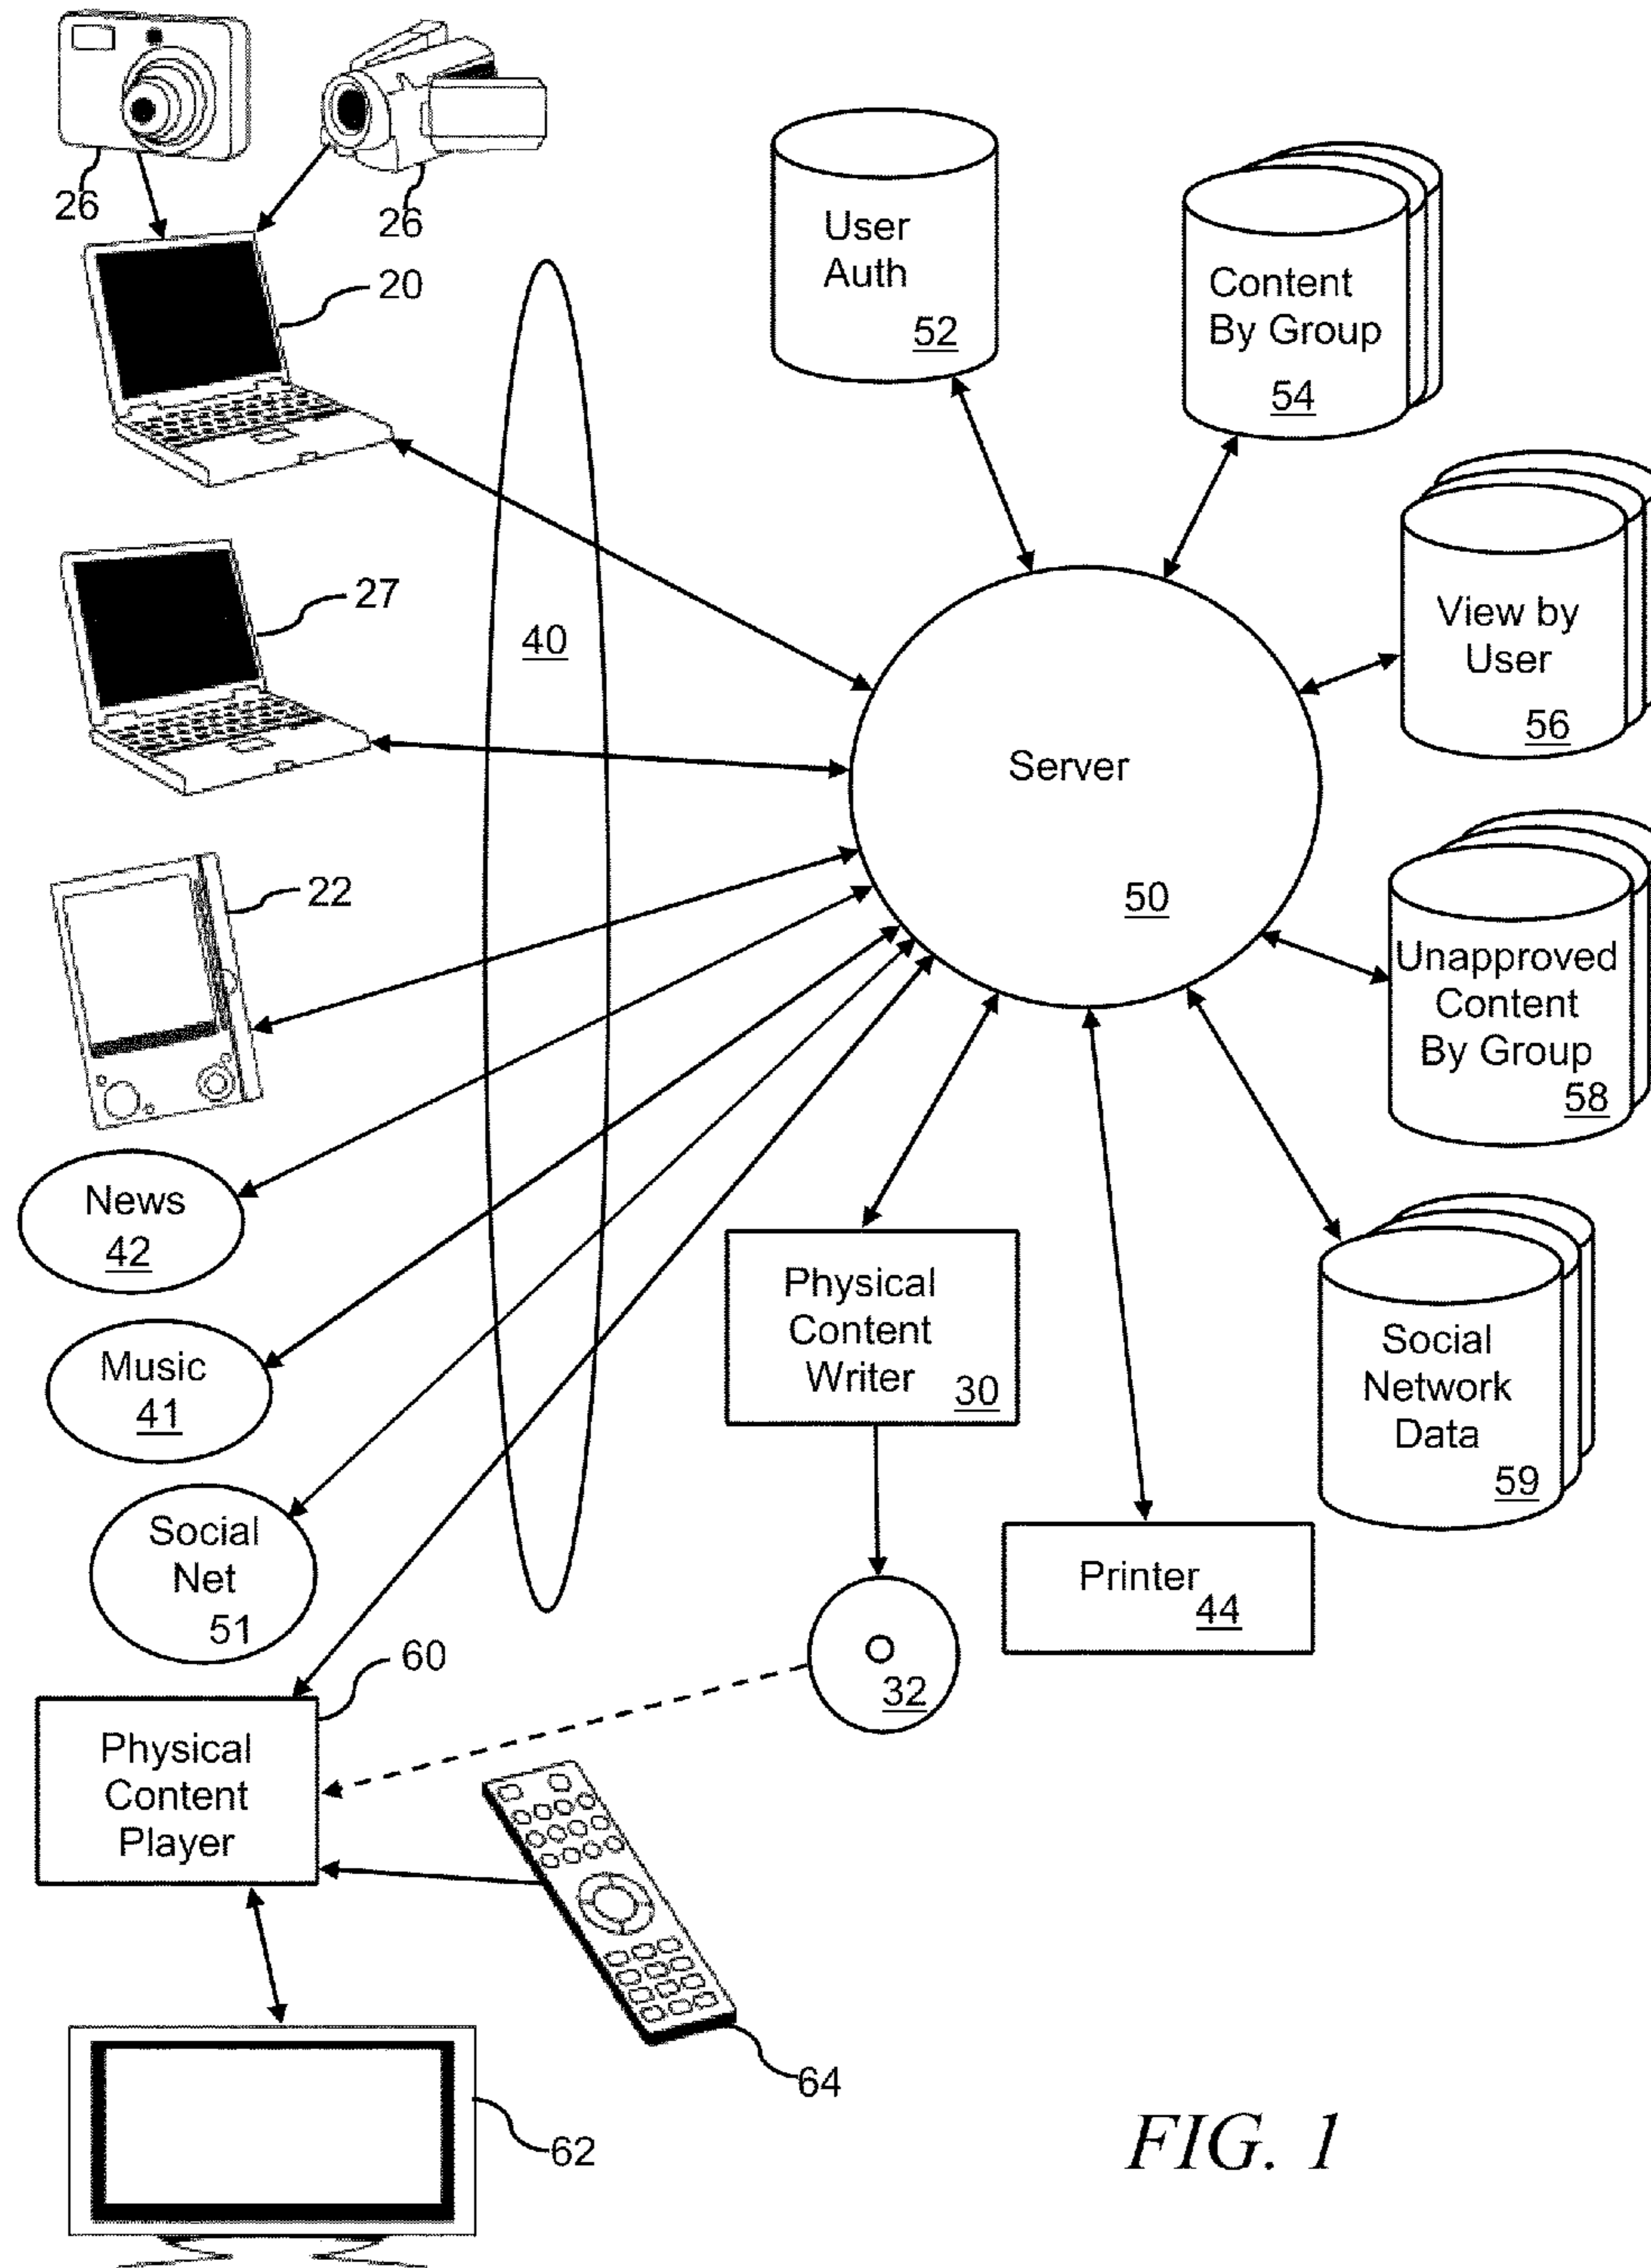 26
26
20
27
40
22
User
Auth
52
Content
By Group
54
View by
User
56
Server
50
Unapproved
Content
By Group
58
News
42
Music
41
Social
Net
51
Physical
Content
Writer
30
Social
Network
Data
59
Printer
44
32
60
Physical
Content
Player
64
62
FIG. 1